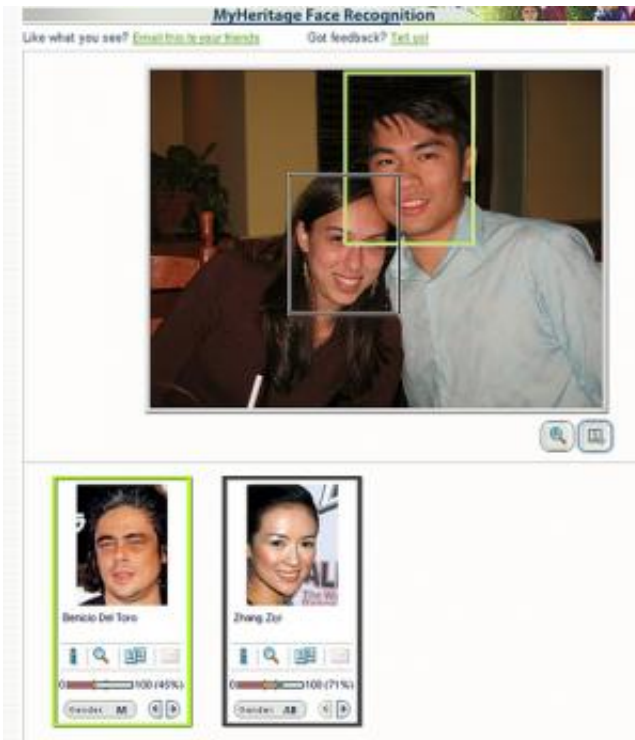 MyHeritage Face Recognition
Like what you see? Email this to your friends Got feedback? Tell us!
Benicio Del Toro
Zhang Ziyi
0 100 (45%)
0 100 (71%)
Gender M
Gender All